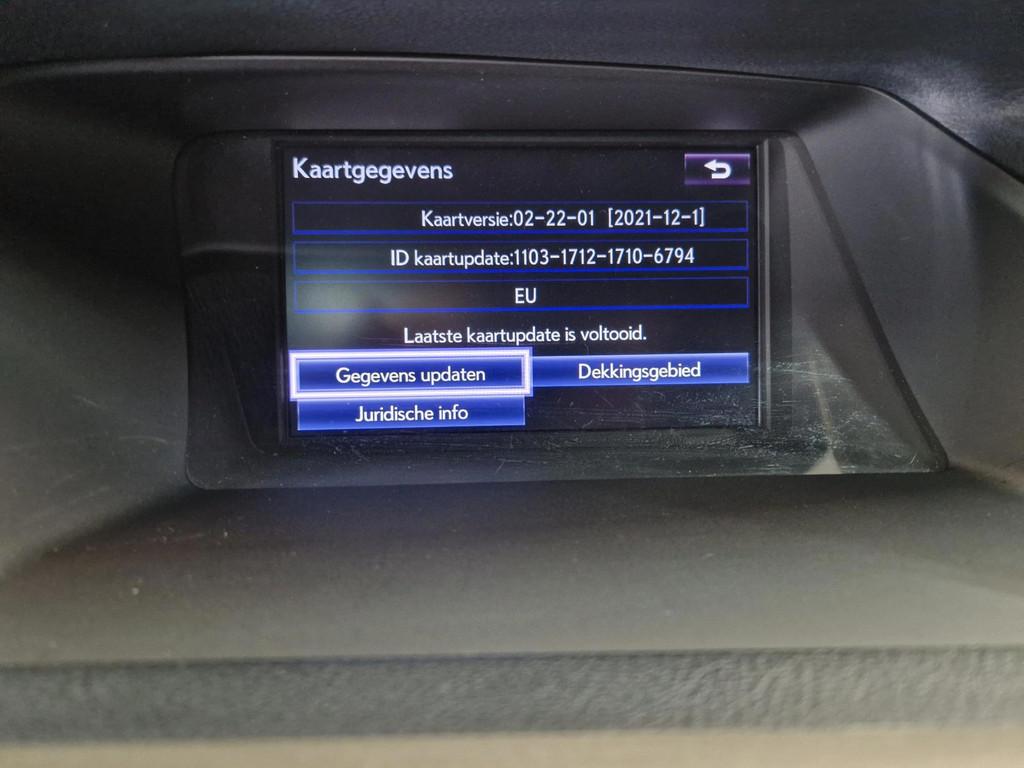 Kaartgegevens
Kaartversie:02-22-01 [2021-12-1]
ID kaartupdate:1103-1712-1710-6794
EU
Laatste kaartupdate is voltooid.
Gegevens updaten
Dekkingsgebied
Juridische info